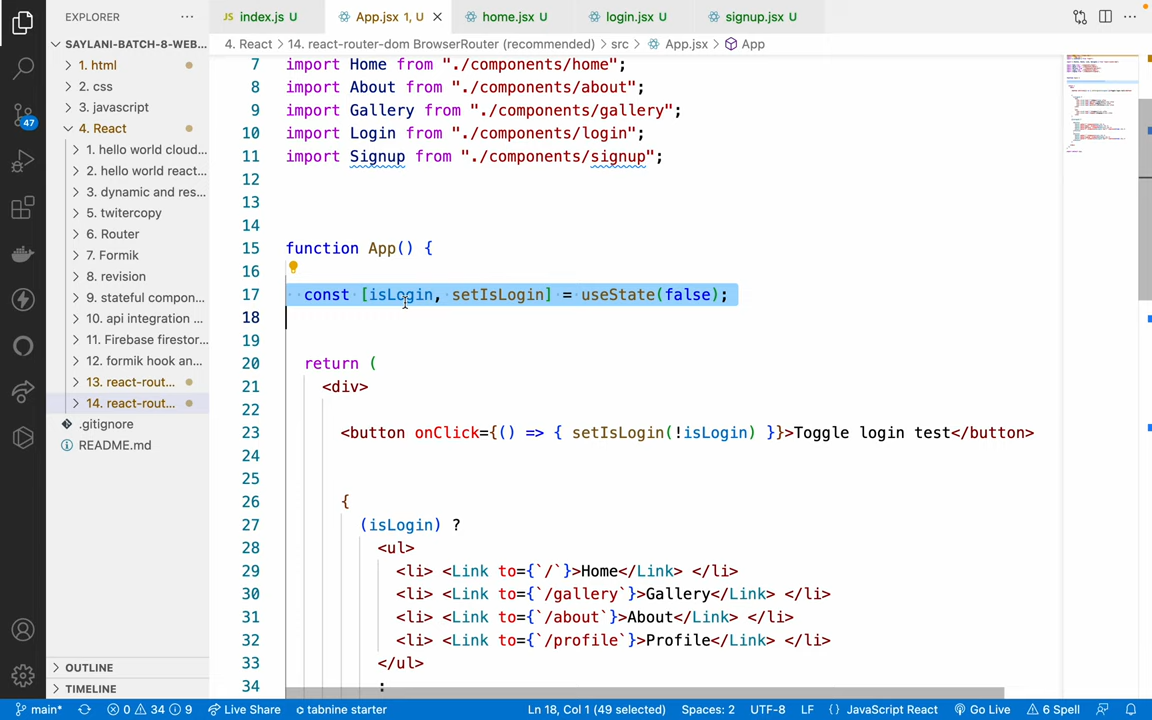 EXPLORER
index.js U
App.jsx 1, U
home.jsx U
login.jsx U
signup.jsx U
SAYLANI-BATCH-8-WEB...
4. React > 14. react-router-dom BrowserRouter (recommended) > src > App.jsx > App
1. html
2. css
3. javascript
4. React
1. hello world cloud...
2. hello world react...
3. dynamic and res...
5. twitercopy
6. Router
7. Formik
8. revision
9. stateful compon...
10. api integration ...
11. Firebase firestor...
12. formik hook an...
13. react-rout...
14. react-rout...
.gitignore
README.md
OUTLINE
TIMELINE
47
7 import Home from "./components/home";
8 import About from "./components/about";
9 import Gallery from "./components/gallery";
10 import Login from "./components/login";
11 import Signup from "./components/signup";
12
13
14
15 function App() {
16
17 const [isLogin, setIsLogin] = useState(false);
18
19
20 return (
21 <div>
22
23 <button onClick={() => { setIsLogin(!isLogin) }}>Toggle login test</button>
24
25
26 {
27 (isLogin) ?
28 <ul>
29 <li> <Link to={`/`}>Home</Link> </li>
30 <li> <Link to={`/gallery`}>Gallery</Link> </li>
31 <li> <Link to={`/about`}>About</Link> </li>
32 <li> <Link to={`/profile`}>Profile</Link> </li>
33 </ul>
34 :
main* 0 34 9 Live Share tabnine starter Ln 18, Col 1 (49 selected) Spaces: 2 UTF-8 LF {} JavaScript React Go Live 6 Spell